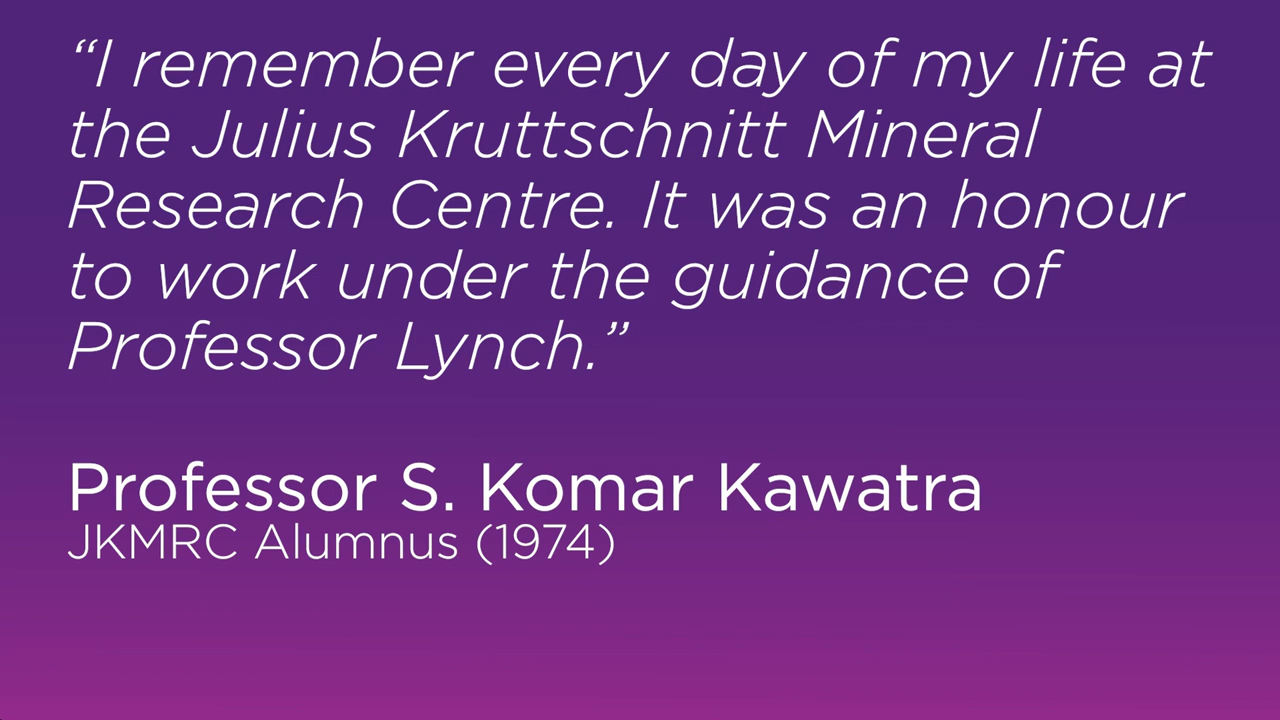 “I remember every day of my life at
the Julius Kruttschnitt Mineral
Research Centre. It was an honour
to work under the guidance of
Professor Lynch.”
Professor S. Komar Kawatra
JKMRC Alumnus (1974)